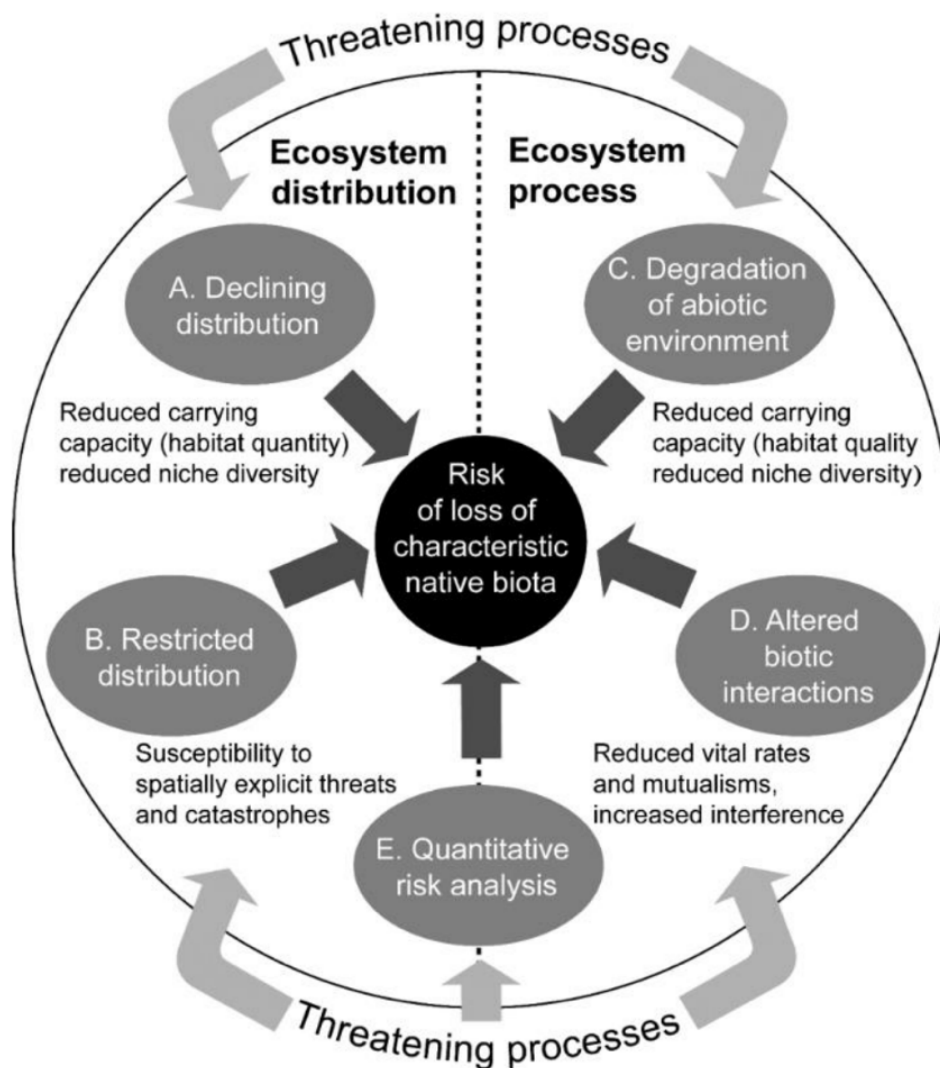 Threatening processes
Ecosystem
distribution
Ecosystem
process
A. Declining
distribution
C. Degradation
of abiotic
environment
Reduced carrying
capacity (habitat quantity)
reduced niche diversity
Reduced carrying
capacity (habitat quality
reduced niche diversity)
Risk
of loss of
characteristic
native biota
B. Restricted
distribution
D. Altered
biotic
interactions
Susceptibility to
spatially explicit threats
and catastrophes
Reduced vital rates
and mutualisms,
increased interference
E. Quantitative
risk analysis
Threatening processes